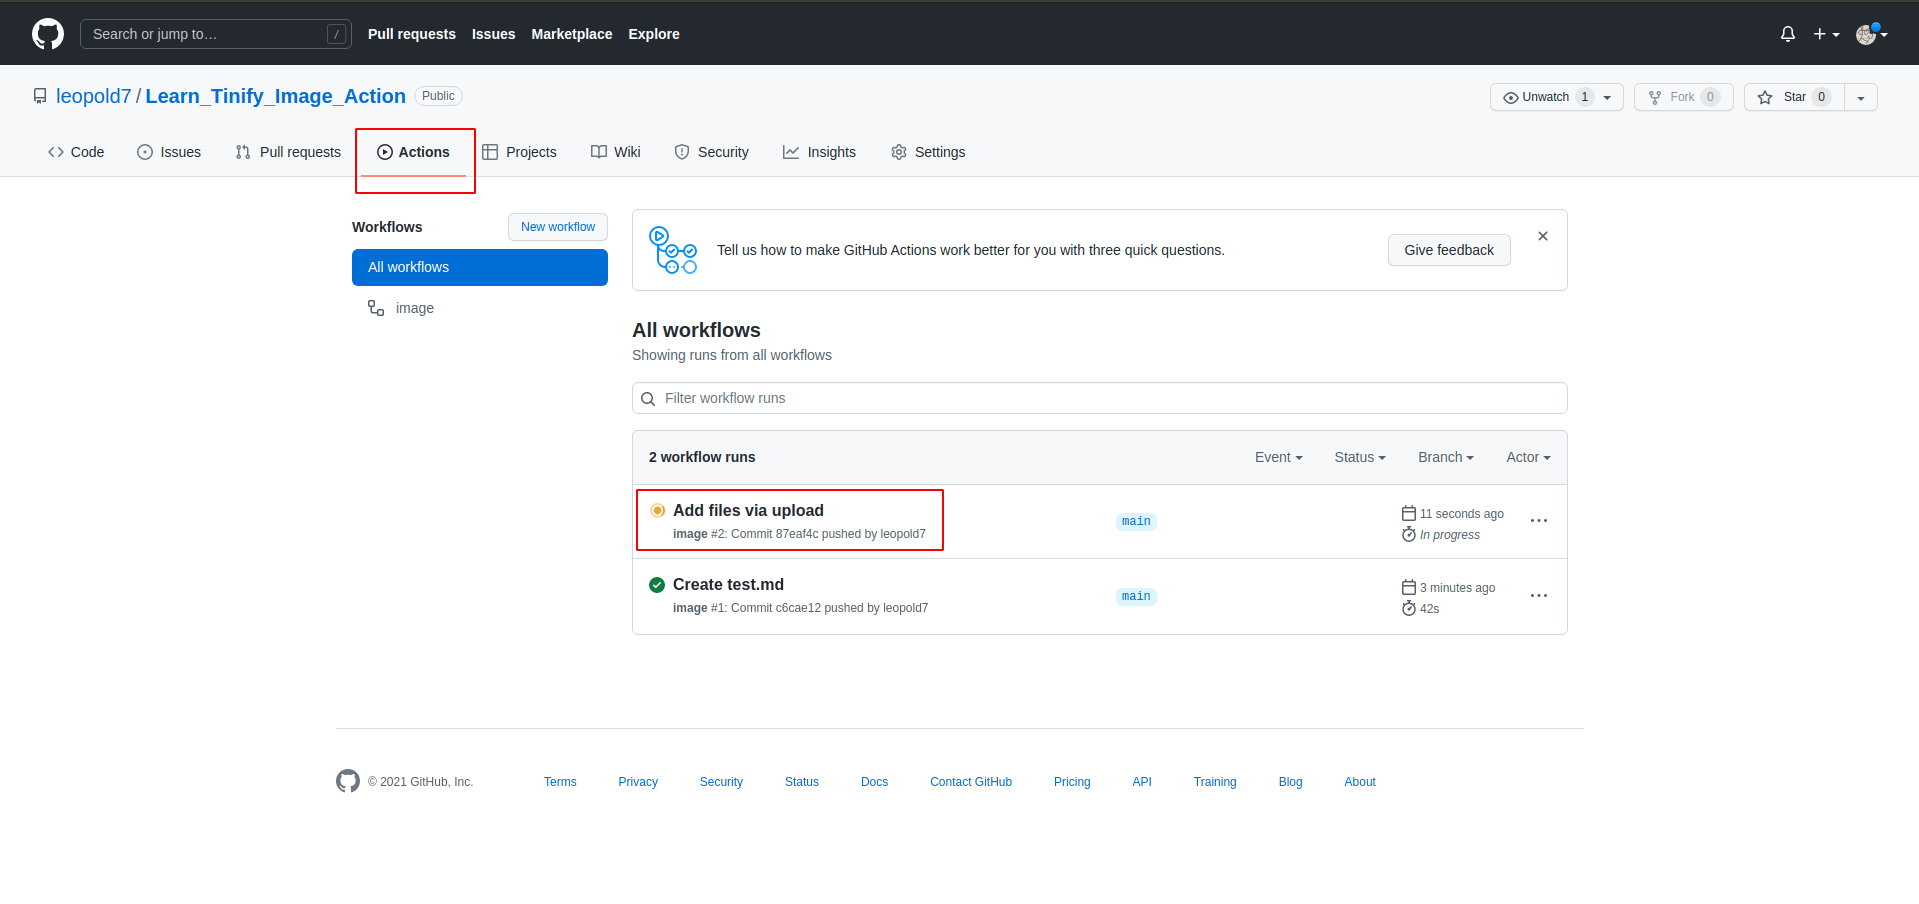 Search or jump to… /
Pull requests Issues Marketplace Explore
leopold7 / Learn_Tinify_Image_Action Public
Unwatch 1 Fork 0 Star 0
Code Issues Pull requests Actions Projects Wiki Security Insights Settings
Workflows New workflow
All workflows
image
Tell us how to make GitHub Actions work better for you with three quick questions. Give feedback
All workflows
Showing runs from all workflows
Filter workflow runs
2 workflow runs Event Status Branch Actor
Add files via upload
image #2: Commit 87eaf4c pushed by leopold7
main
11 seconds ago
In progress
Create test.md
image #1: Commit c6cae12 pushed by leopold7
main
3 minutes ago
42s
© 2021 GitHub, Inc. Terms Privacy Security Status Docs Contact GitHub Pricing API Training Blog About